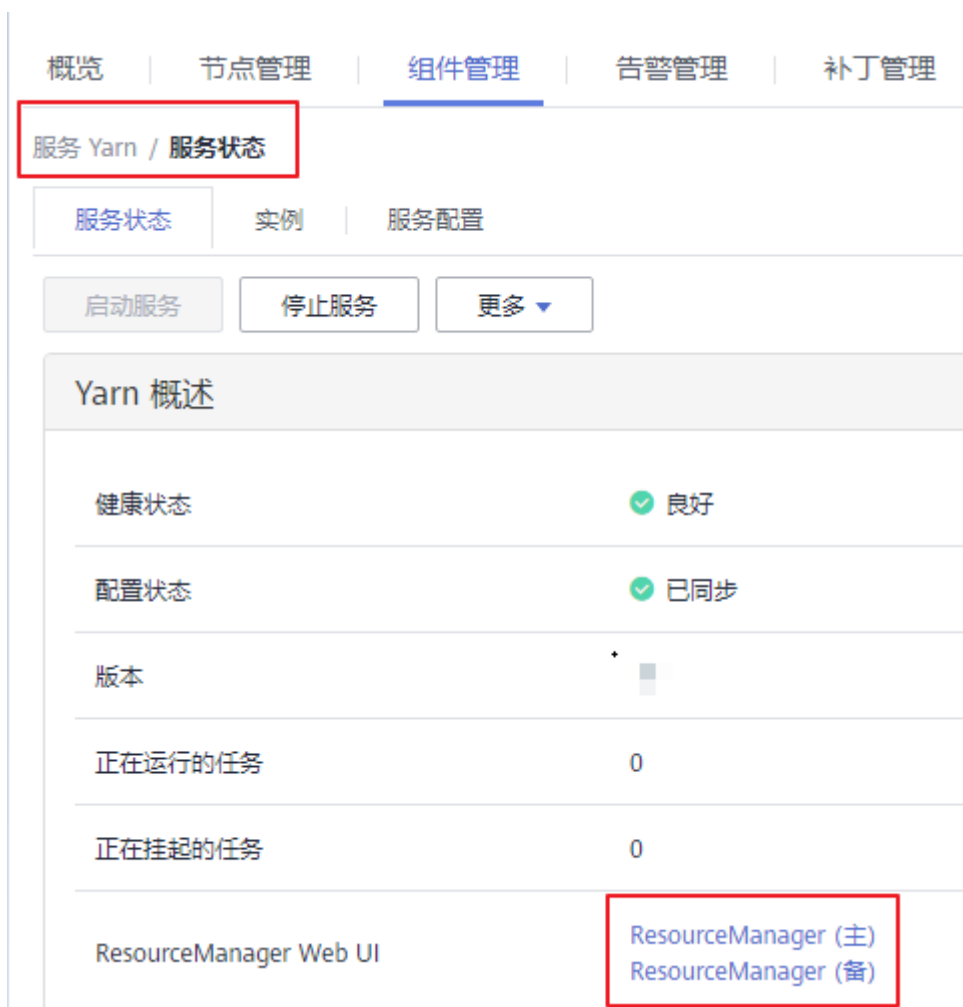 概览 节点管理 组件管理 告警管理 补丁管理
服务 Yarn / 服务状态
服务状态 实例 服务配置
启动服务 停止服务 更多
Yarn 概述
健康状态 良好
配置状态 已同步
版本
正在运行的任务 0
正在挂起的任务 0
ResourceManager Web UI
ResourceManager (主)
ResourceManager (备)